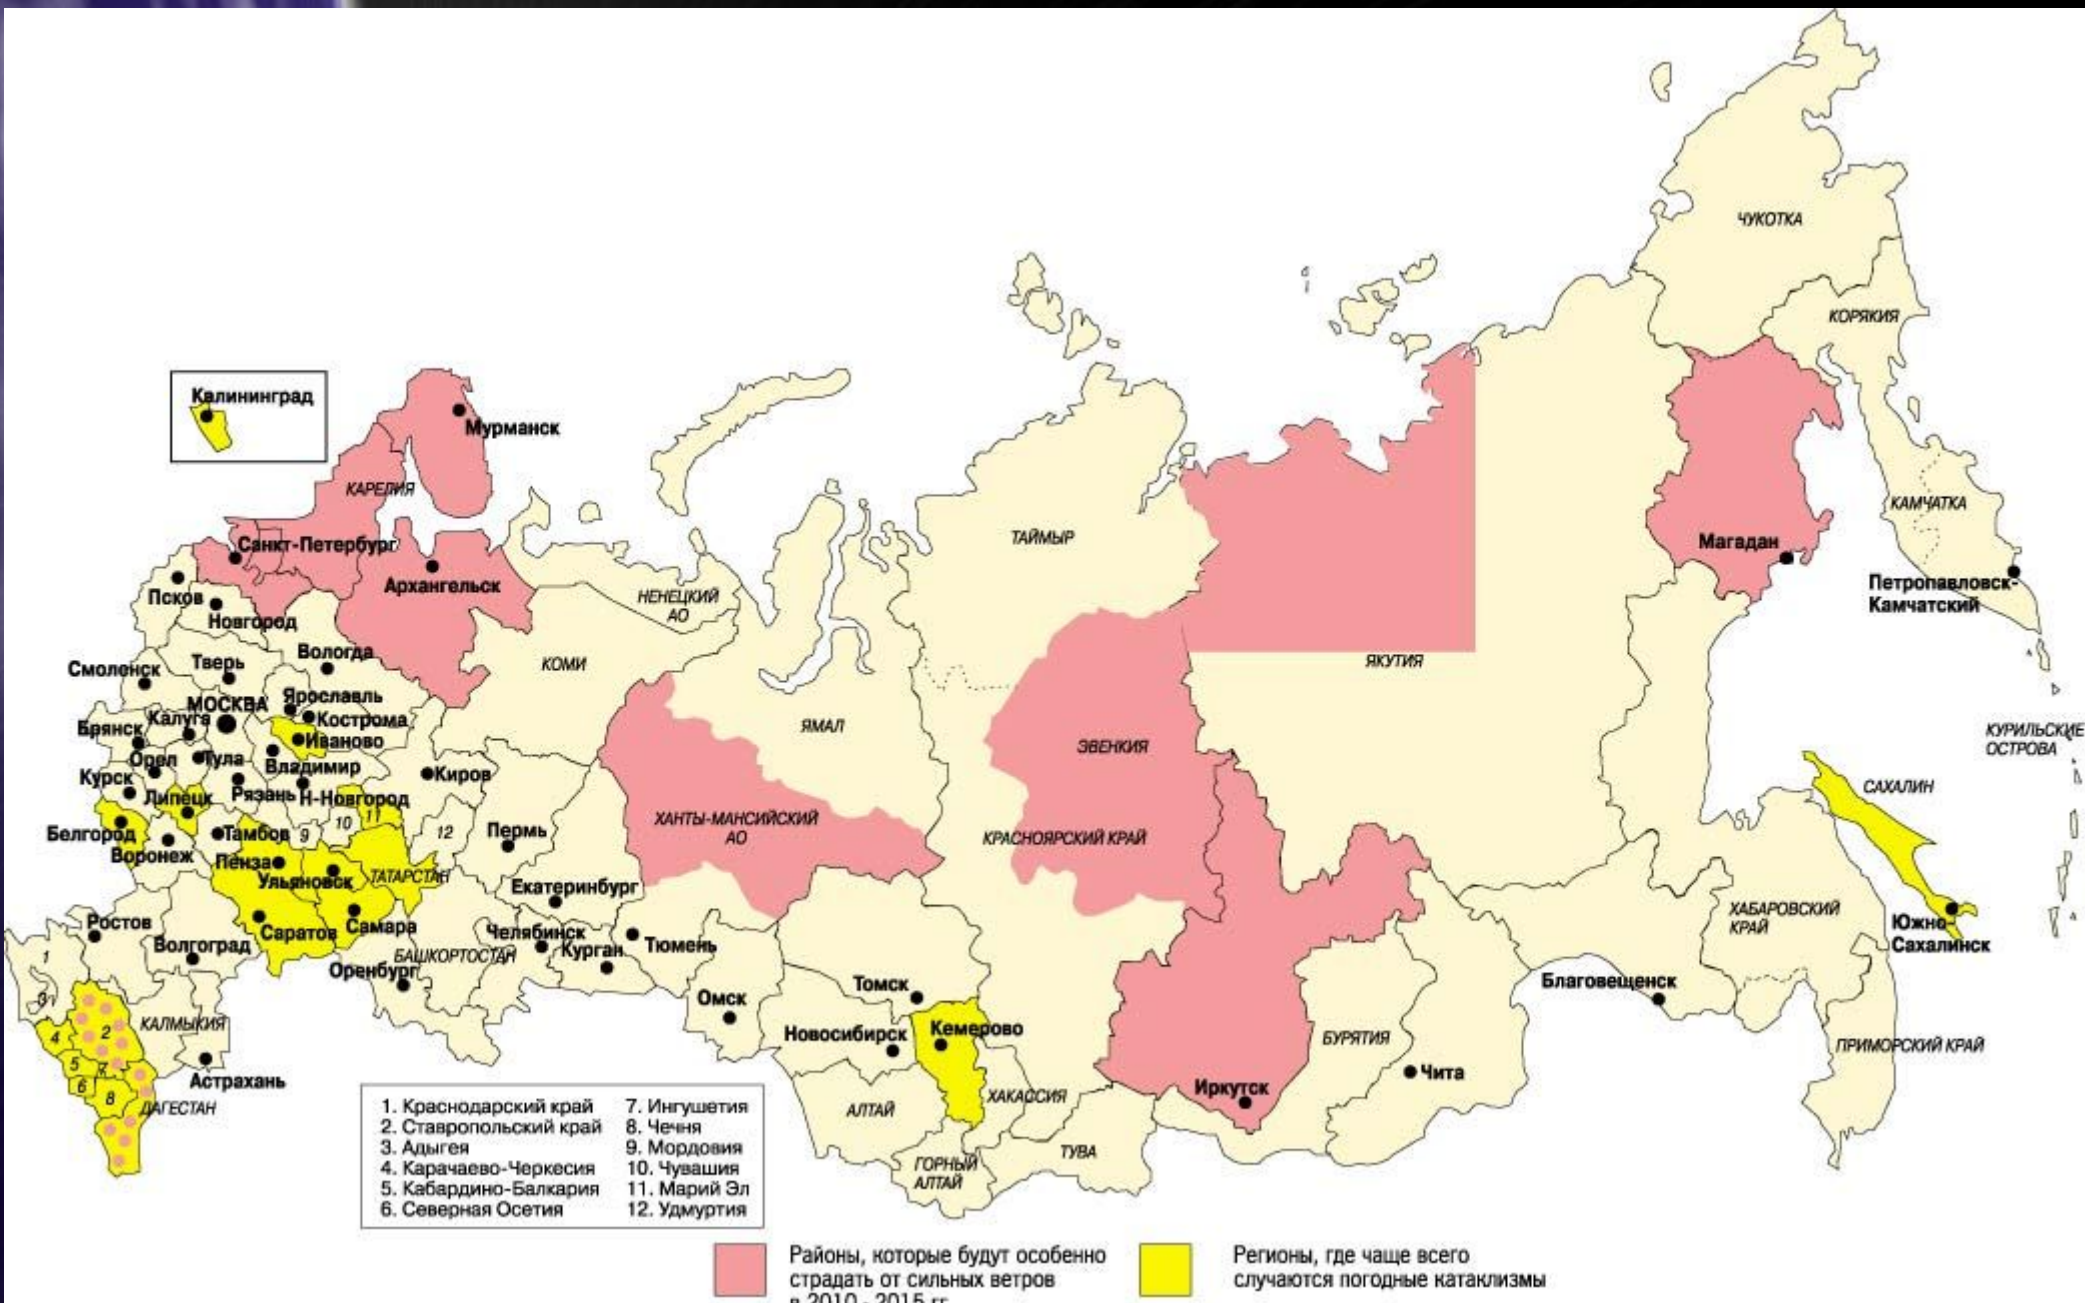 ЧУКОТКА
КОРЯКИЯ
Калининград
Мурманск
КАРЕЛИЯ
КАМЧАТКА
ТАЙМЫР
Магадан
Санкт-Петербург
Архангельск
Петропавловск-
Камчатский
Псков
НЕНЕЦКИЙ
АО
Новгород
Вологда
КОМИ
ЯКУТИЯ
Смоленск
Тверь
Ярославль
МОСКВА
Кострома
Калуга
Брянск
ЯМАЛ
Иваново
ЭВЕНКИЯ
КУРИЛЬСКИЕ
ОСТРОВА
Орел
Тула
Владимир
Киров
Курск
Рязань
Н-Новгород
САХАЛИН
Липецк
11
10
ХАНТЫ-МАНСИЙСКИЙ
АО
Белгород
Тамбов
9
12
Пермь
КРАСНОЯРСКИЙ КРАЙ
Воронеж
Пенза
Ульяновск
ТАТАРСТАН
Екатеринбург
ХАБАРОВСКИЙ
КРАЙ
Ростов
Саратов
Самара
Южно
Сахалинск
Волгоград
Челябинск
Курган
Тюмень
1
БАШКОРТОСТАН
Оренбург
Томск
Благовещенск
3
Омск
КАЛМЫКИЯ
4
2
Новосибирск
Кемерово
БУРЯТИЯ
ПРИМОРСКИЙ КРАЙ
5
7
6
Астрахань
Чита
8
ДАГЕСТАН
Иркутск
ХАКАССИЯ
АЛТАЙ
ТУВА
ГОРНЫЙ
АЛТАЙ
1. Краснодарский край
2. Ставропольский край
3. Адыгея
4. Карачаево-Черкесия
5. Кабардино-Балкария
6. Северная Осетия
7. Ингушетия
8. Чечня
9. Мордовия
10. Чувашия
11. Марий Эл
12. Удмуртия
Районы, которые будут особенно
страдать от сильных ветров
в 2010 - 2015 гг
Регионы, где чаще всего
случаются погодные катаклизмы